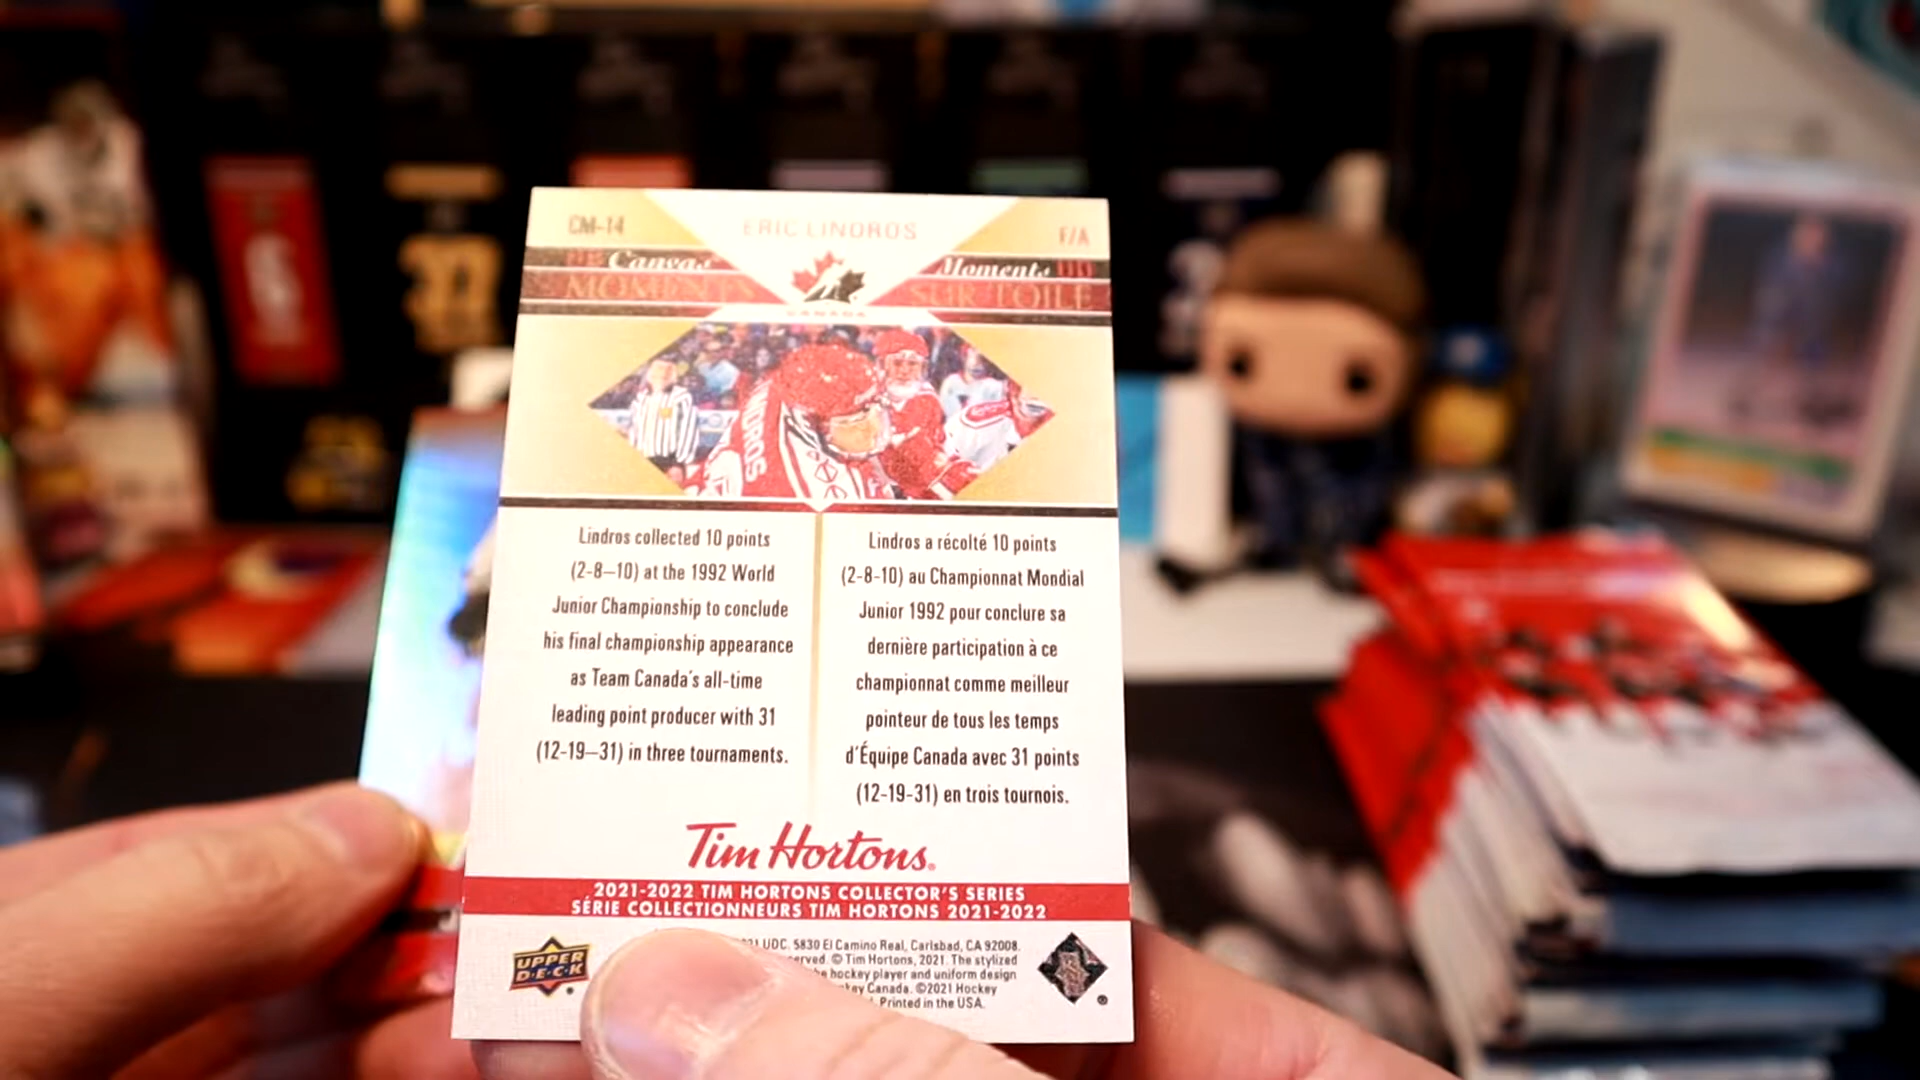 CM-14
ERIC LINDROS
F/A
Canvas
Moments
MOMENTS
SUR TOILE
CANADA
LINDROS
Lindros collected 10 points
(2-8—10) at the 1992 World
Junior Championship to conclude
his final championship appearance
as Team Canada's all-time
leading point producer with 31
(12-19—31) in three tournaments.
Lindros a récolté 10 points
(2-8-10) au Championnat Mondial
Junior 1992 pour conclure sa
dernière participation à ce
championnat comme meilleur
pointeur de tous les temps
d'Équipe Canada avec 31 points
(12-19-31) en trois tournois.
Tim Hortons®
2021-2022 TIM HORTONS COLLECTOR'S SERIES
SÉRIE COLLECTIONNEURS TIM HORTONS 2021-2022
UPPER
D·E·C·K
UDC. 5830 El Camino Real, Carlsbad, CA 92008.
© Tim Hortons, 2021. The stylized
hockey player and uniform design
Canada. ©2021 Hockey
Printed in the USA.
37